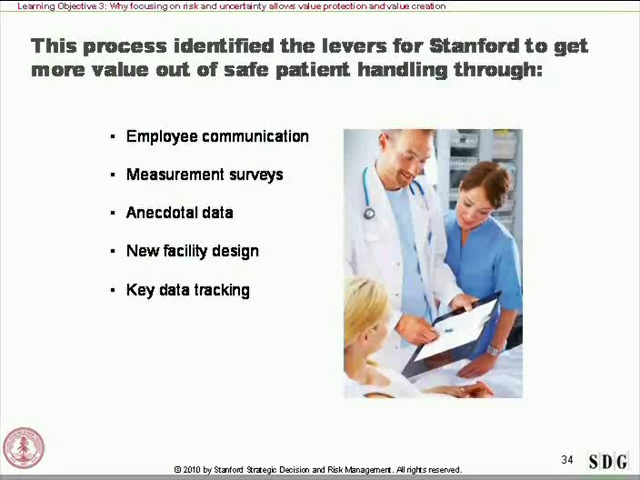 Learning Objective 3: Why focusing on risk and uncertainty allows value protection and value creation
This process identified the levers for Stanford to get
more value out of safe patient handling through:
▪ Employee communication
▪ Measurement surveys
▪ Anecdotal data
▪ New facility design
▪ Key data tracking
34
SDG
© 2010 by Stanford Strategic Decision and Risk Management. All rights reserved.